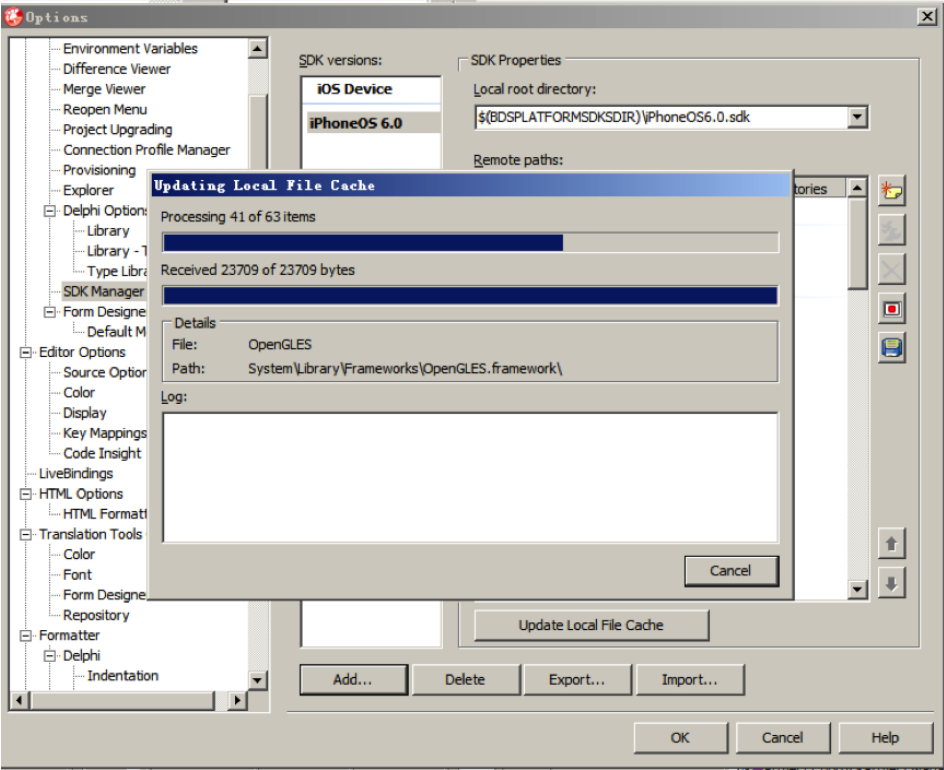 Options
Environment Variables
Difference Viewer
Merge Viewer
Reopen Menu
Project Upgrading
Connection Profile Manager
Provisioning
Explorer
Delphi Options
Library
Library - T
Type Libra
SDK Manager
Form Designe
Default M
Editor Options
Source Option
Color
Display
Key Mappings
Code Insight
LiveBindings
HTML Options
HTML Formatt
Translation Tools
Color
Font
Form Designe
Repository
Formatter
Delphi
Indentation
SDK versions:
iOS Device
iPhoneOS 6.0
SDK Properties
Local root directory:
$(BDSPLATFORMSDKSDIR)\iPhoneOS6.0.sdk
Remote paths:
tories
Updating Local File Cache
Processing 41 of 63 items
Received 23709 of 23709 bytes
Details
File: OpenGLES
Path: System\Library\Frameworks\OpenGLES.framework\
Log:
Cancel
Update Local File Cache
Add... Delete Export... Import...
OK Cancel Help